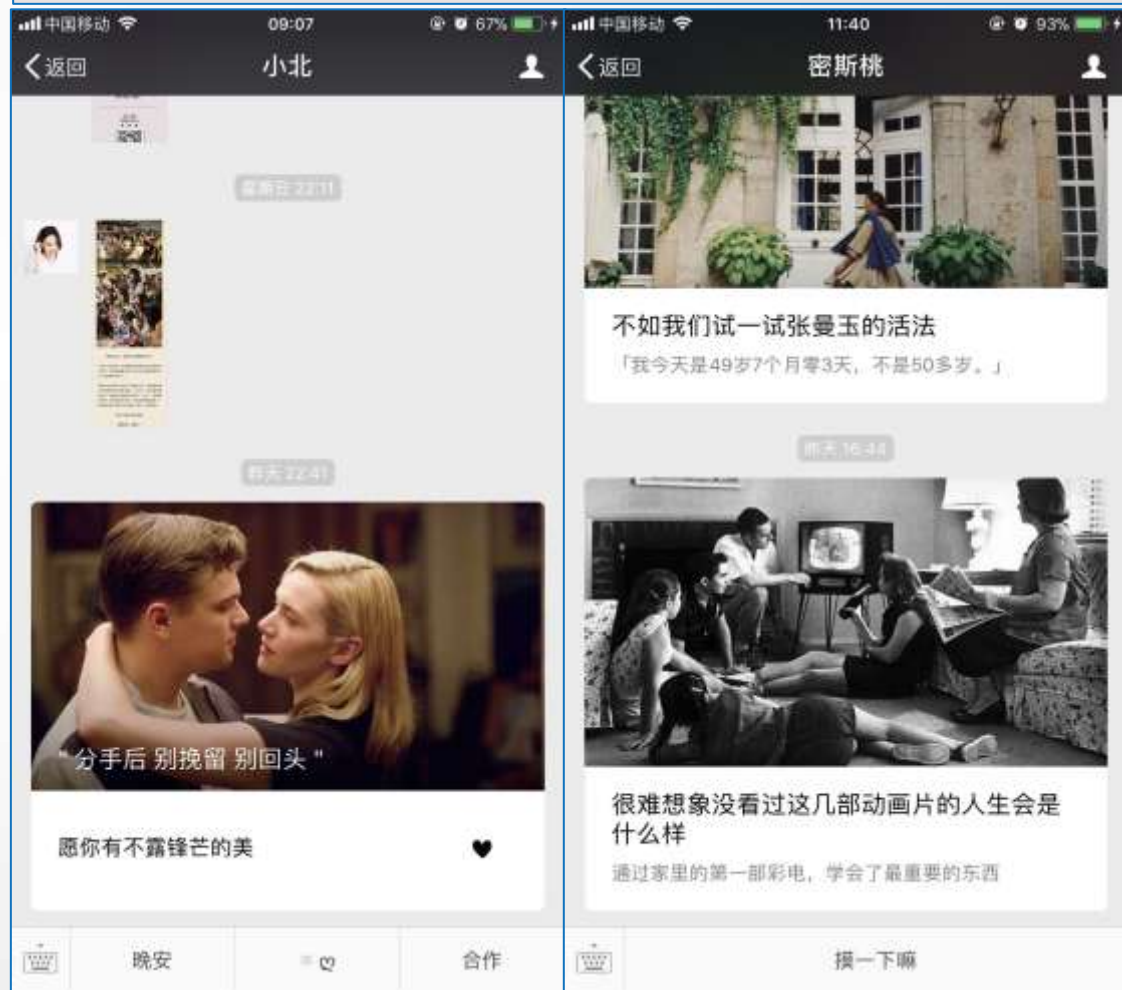 中国移动
09:07
67%
返回
小北
星期日 22:11
昨天 22:41
" 分手后 别挽留 别回头 "
愿你有不露锋芒的美
晚安
合作
中国移动
11:40
93%
返回
密斯桃
不如我们试一试张曼玉的活法
「我今天是49岁7个月零3天，不是50多岁。」
昨天 16:44
很难想象没看过这几部动画片的人生会是
什么样
通过家里的第一部彩电，学会了最重要的东西
摸一下嘛